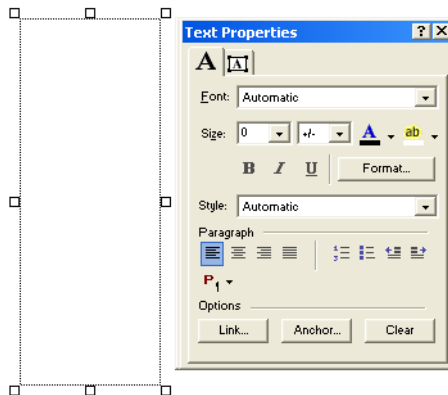 Text Properties
A A
Font: Automatic
Size: 0 +/- A ab
B I U Format...
Style: Automatic
Paragraph
P¶
Options
Link... Anchor... Clear